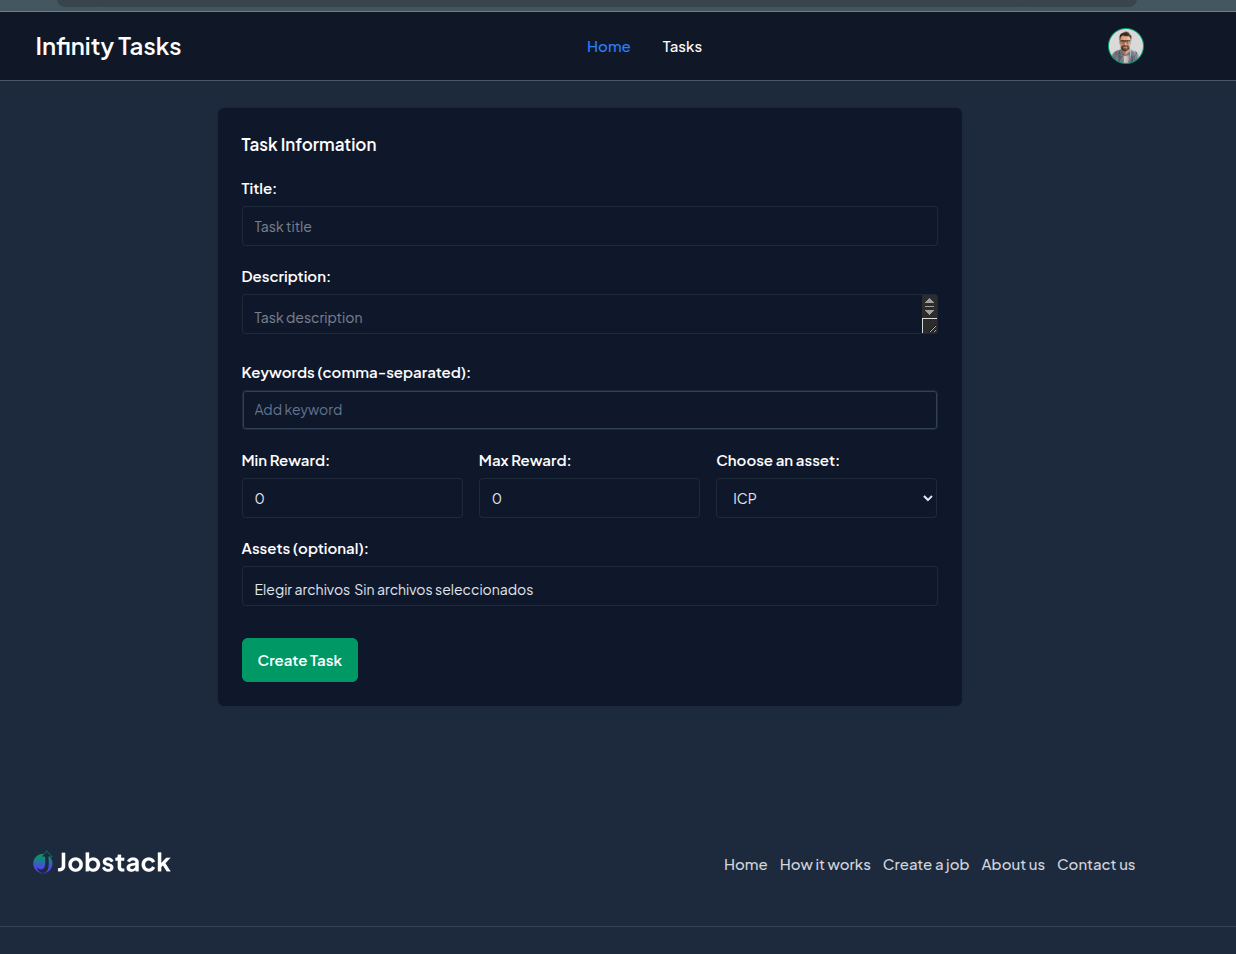 Infinity Tasks
Home Tasks
Task Information
Title:
Task title
Description:
Task description
Keywords (comma-separated):
Add keyword
Min Reward: Max Reward: Choose an asset:
0 0 ICP
Assets (optional):
Elegir archivos Sin archivos seleccionados
Create Task
Jobstack
Home How it works Create a job About us Contact us